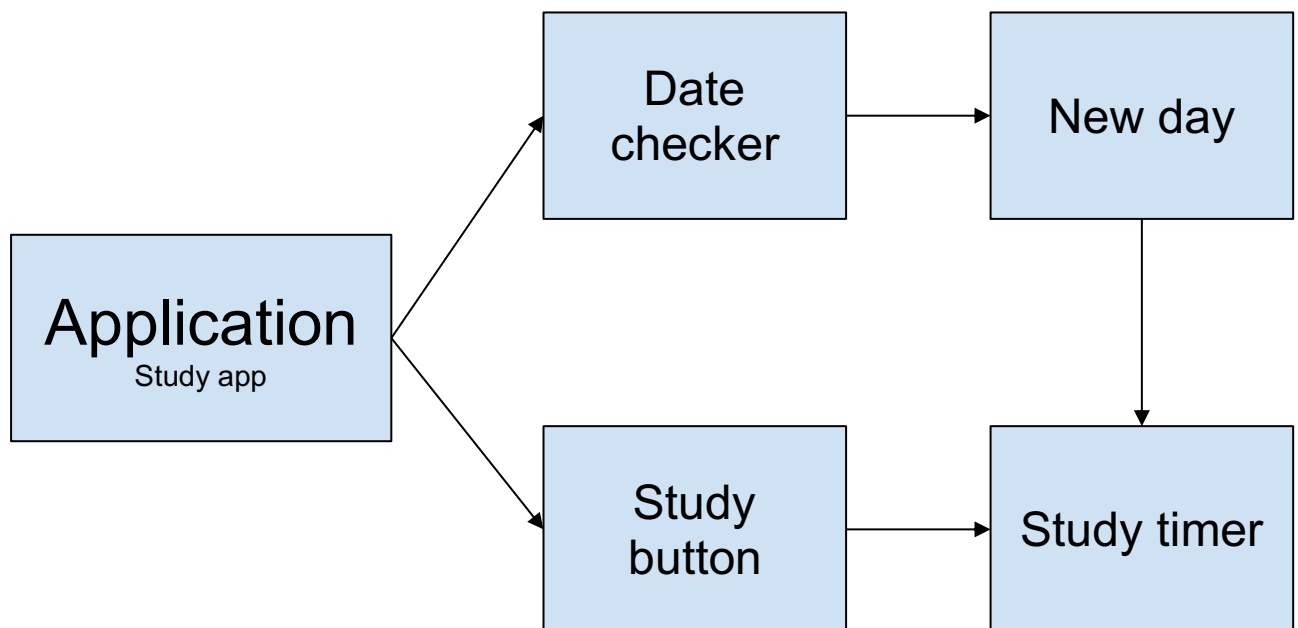 Date
checker
New day
Application
Study app
Study
button
Study timer